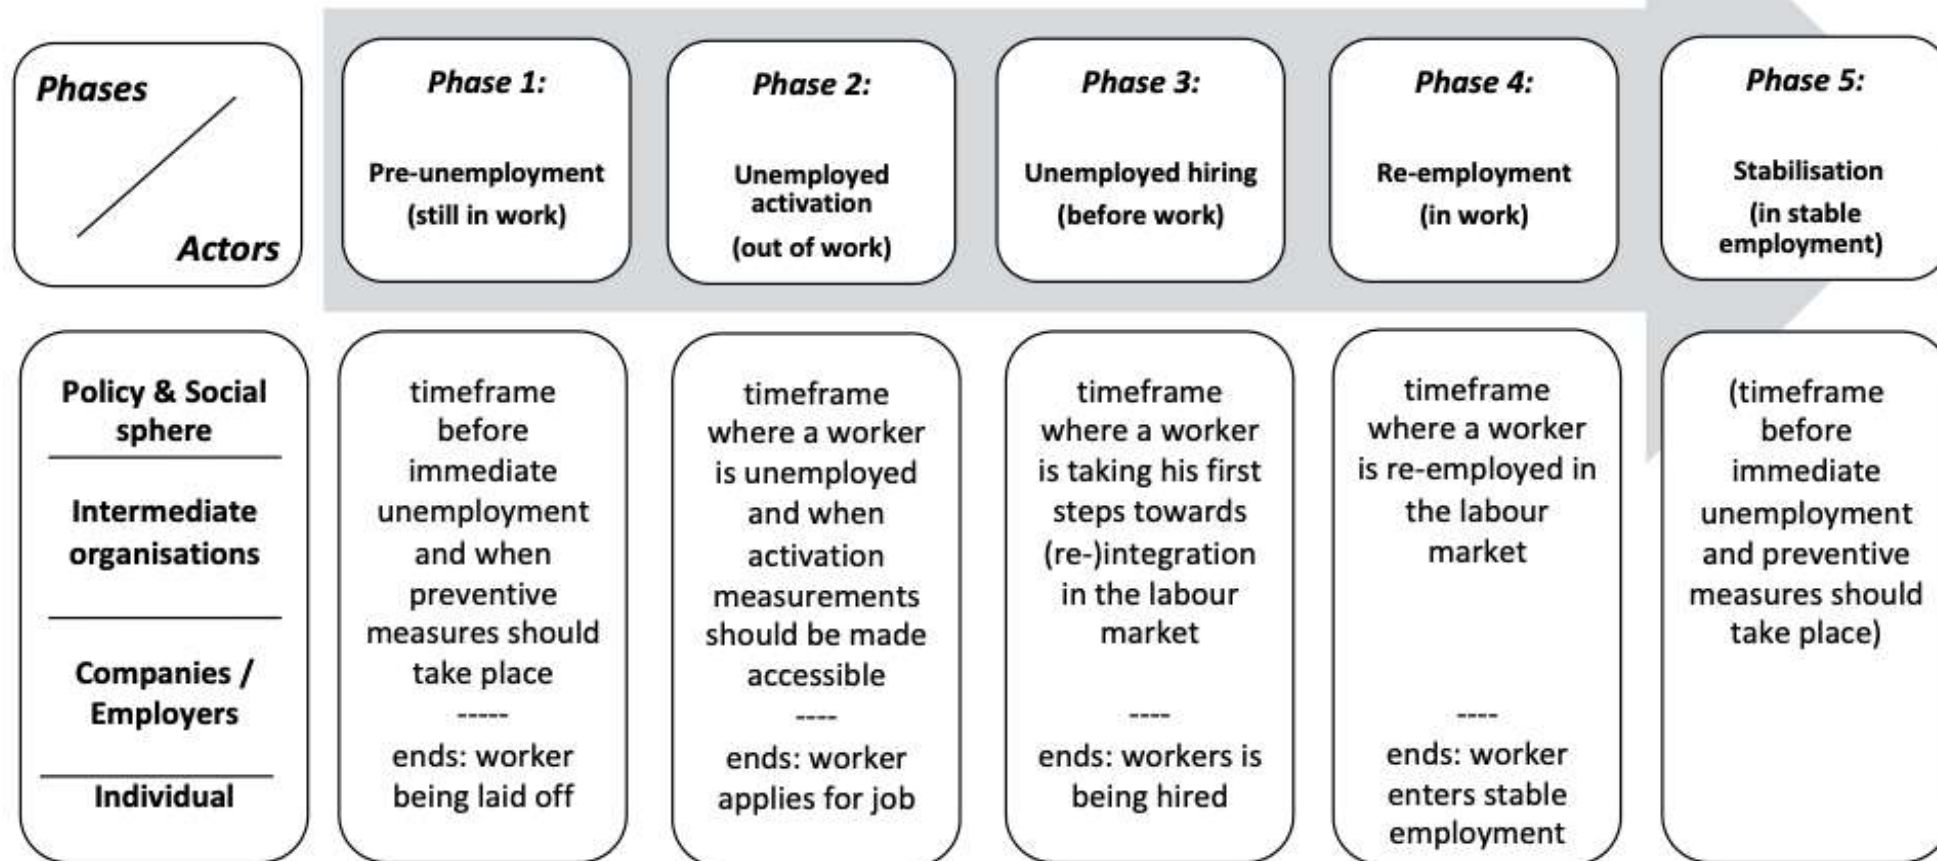 Phases
Actors
Phase 1:
Pre-unemployment
(still in work)
Phase 2:
Unemployed
activation
(out of work)
Phase 3:
Unemployed hiring
(before work)
Phase 4:
Re-employment
(in work)
Phase 5:
Stabilisation
(in stable
employment)
Policy & Social
sphere
Intermediate
organisations
Companies /
Employers
Individual
timeframe
before
immediate
unemployment
and when
preventive
measures should
take place
-----
ends: worker
being laid off
timeframe
where a worker
is unemployed
and when
activation
measurements
should be made
accessible
----
ends: worker
applies for job
timeframe
where a worker
is taking his first
steps towards
(re-)integration
in the labour
market
----
ends: workers is
being hired
timeframe
where a worker
is re-employed in
the labour
market
----
ends: worker
enters stable
employment
(timeframe
before
immediate
unemployment
and preventive
measures should
take place)